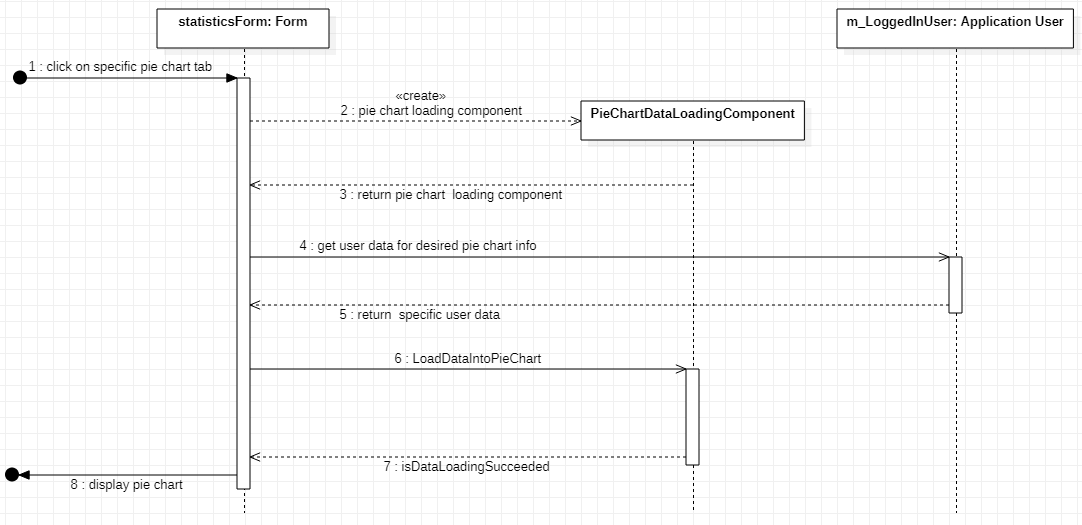 statisticsForm: Form
m_LoggedInUser: Application User
1 : click on specific pie chart tab
«create»
2 : pie chart loading component
PieChartDataLoadingComponent
3 : return pie chart  loading component
4 : get user data for desired pie chart info
5 : return  specific user data
6 : LoadDataIntoPieChart
7 : isDataLoadingSucceeded
8 : display pie chart